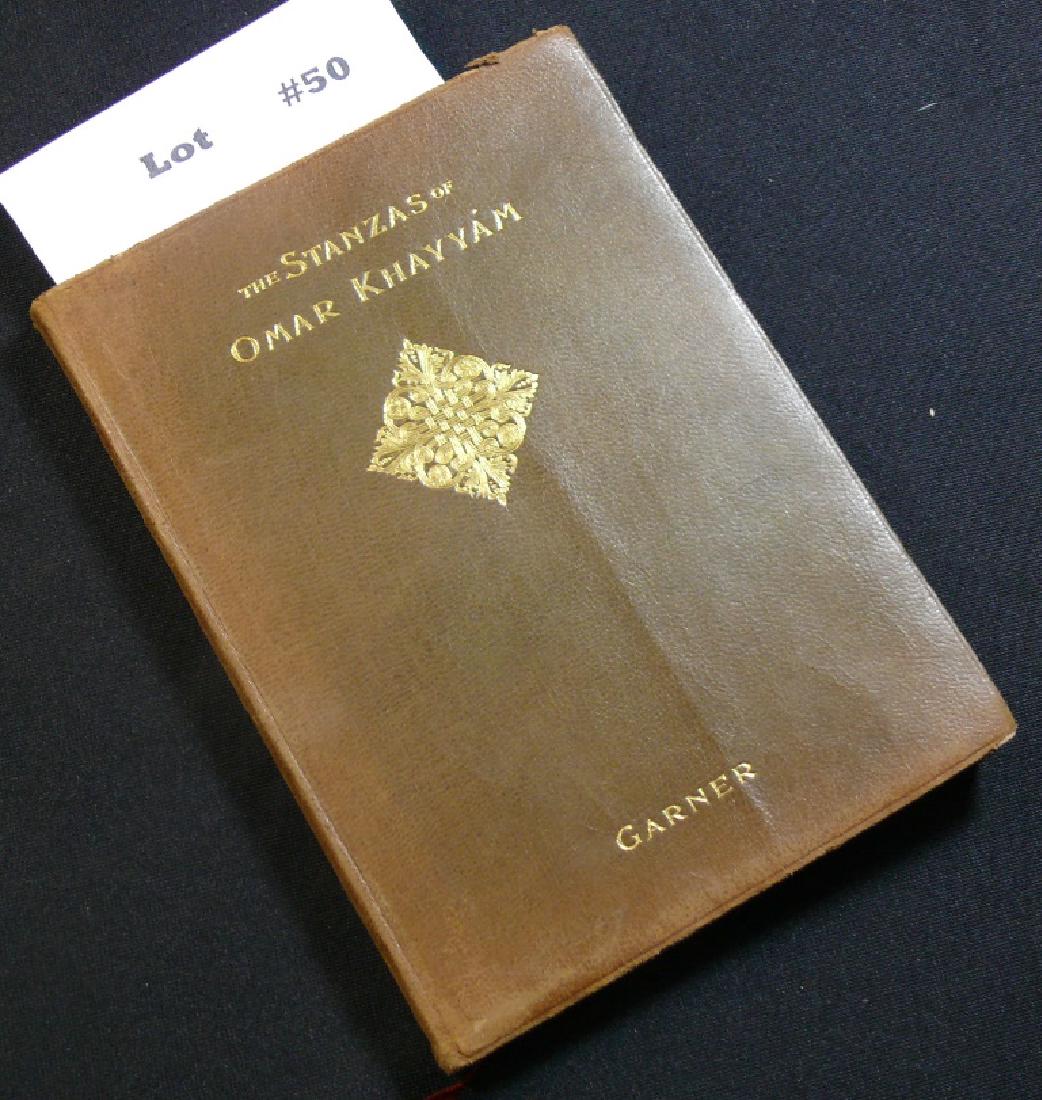 Lot #50
THE STANZAS OF
OMAR KHAYYÁM
GARNER